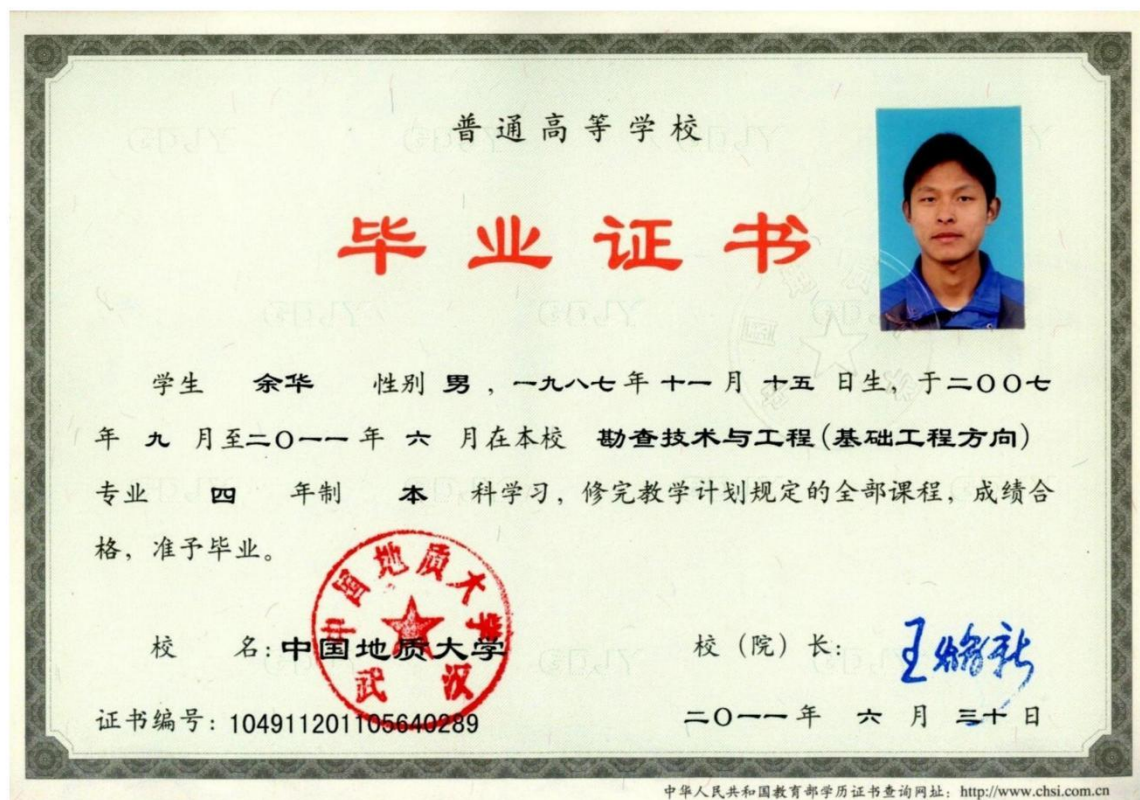 普通高等学校
毕业证书
学生 余华 性别 男，一九八七年十一月十五日生，于二〇〇七
年九月至二〇一一年六月在本校 勘查技术与工程(基础工程方向)
专业 四 年制 本 科学习，修完教学计划规定的全部课程，成绩合
格，准予毕业。
校 名：中国地质大学
中国地质大学
武汉
校（院）长：
证书编号：104911201105640289
二〇一一年 六 月 三十 日
中华人民共和国教育部学历证书查询网址：http://www.chsi.com.cn